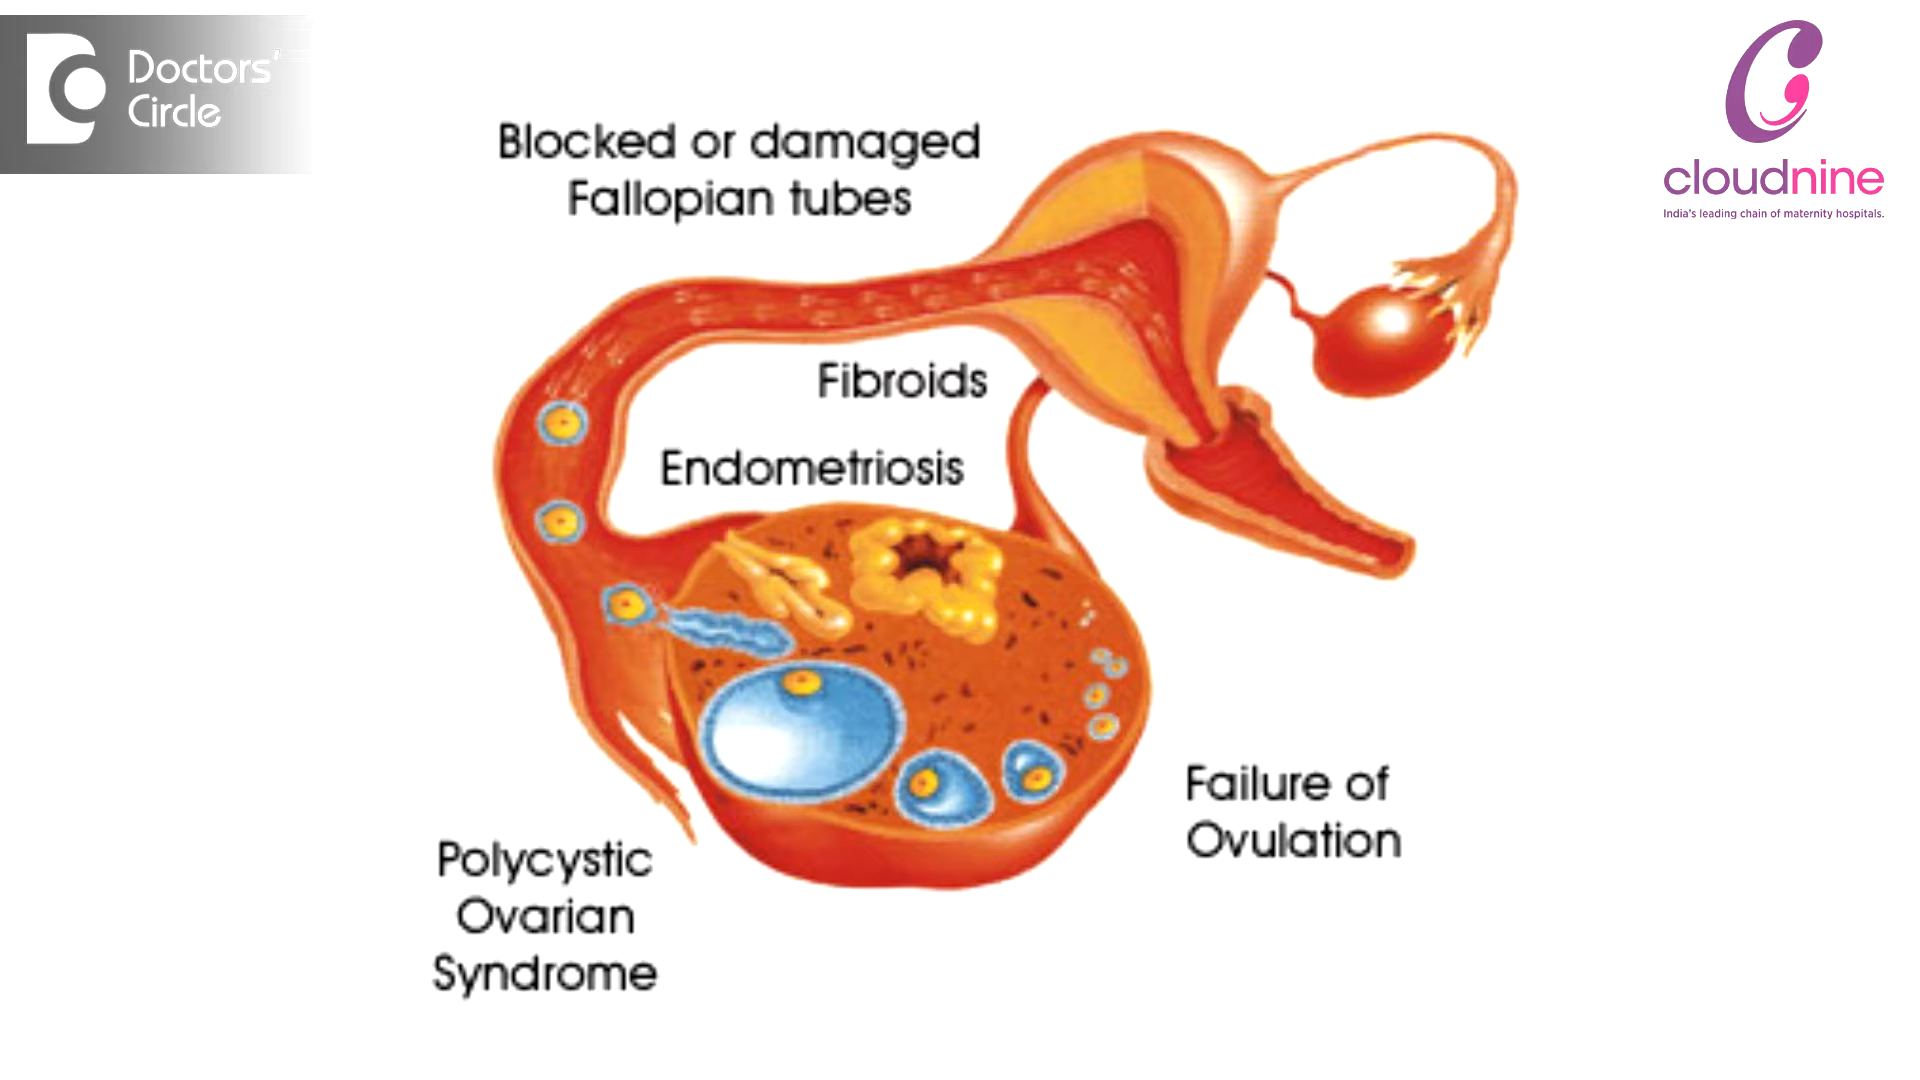 Doctors'
Circle
cloudnine
India's leading chain of maternity hospitals.
Blocked or damaged
Fallopian tubes
Fibroids
Endometriosis
Failure of
Ovulation
Polycystic
Ovarian
Syndrome